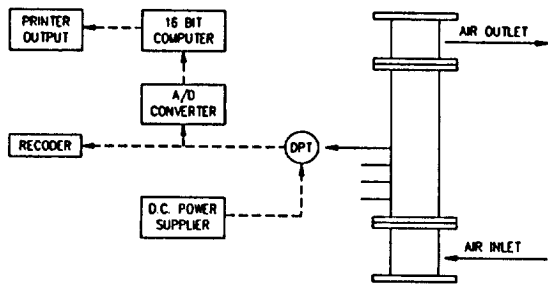 PRINTER
OUTPUT
16 BIT
COMPUTER
AIR OUTLET
A/D
CONVERTER
RECODER
DPT
D.C. POWER
SUPPLIER
AIR INLET